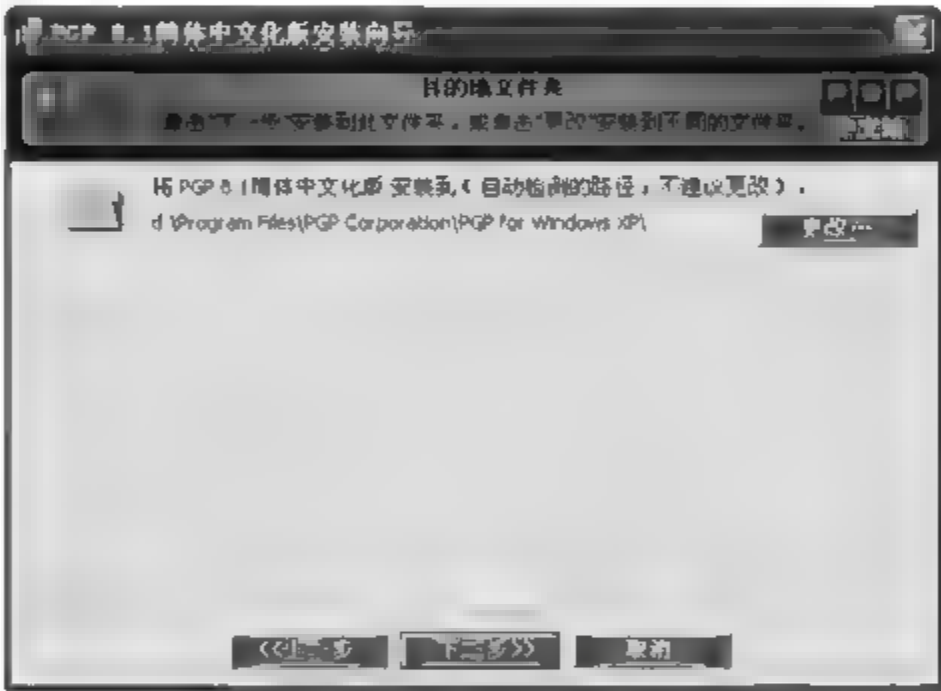 PGP 8.1简体中文化版安装向导
目的地文件夹
单击"下一步"安装到此文件夹，或单击"更改"安装到不同的文件夹。
PGP
将 PGP 8.1简体中文化版 安装到（自动检测的路径，不建议更改）。
d:\Program Files\PGP Corporation\PGP for Windows XP\
更改…
<<上一步 下一步>> 取消